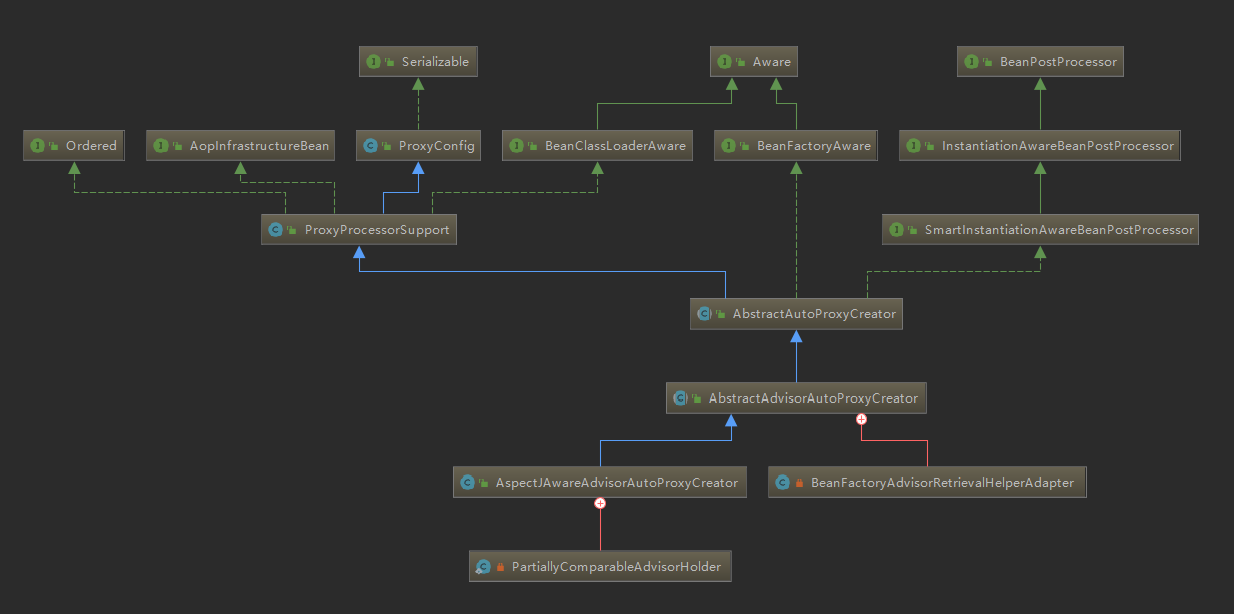 Serializable
Aware
BeanPostProcessor
Ordered
AopInfrastructureBean
ProxyConfig
BeanClassLoaderAware
BeanFactoryAware
InstantiationAwareBeanPostProcessor
ProxyProcessorSupport
SmartInstantiationAwareBeanPostProcessor
AbstractAutoProxyCreator
AbstractAdvisorAutoProxyCreator
AspectJAwareAdvisorAutoProxyCreator
BeanFactoryAdvisorRetrievalHelperAdapter
PartiallyComparableAdvisorHolder